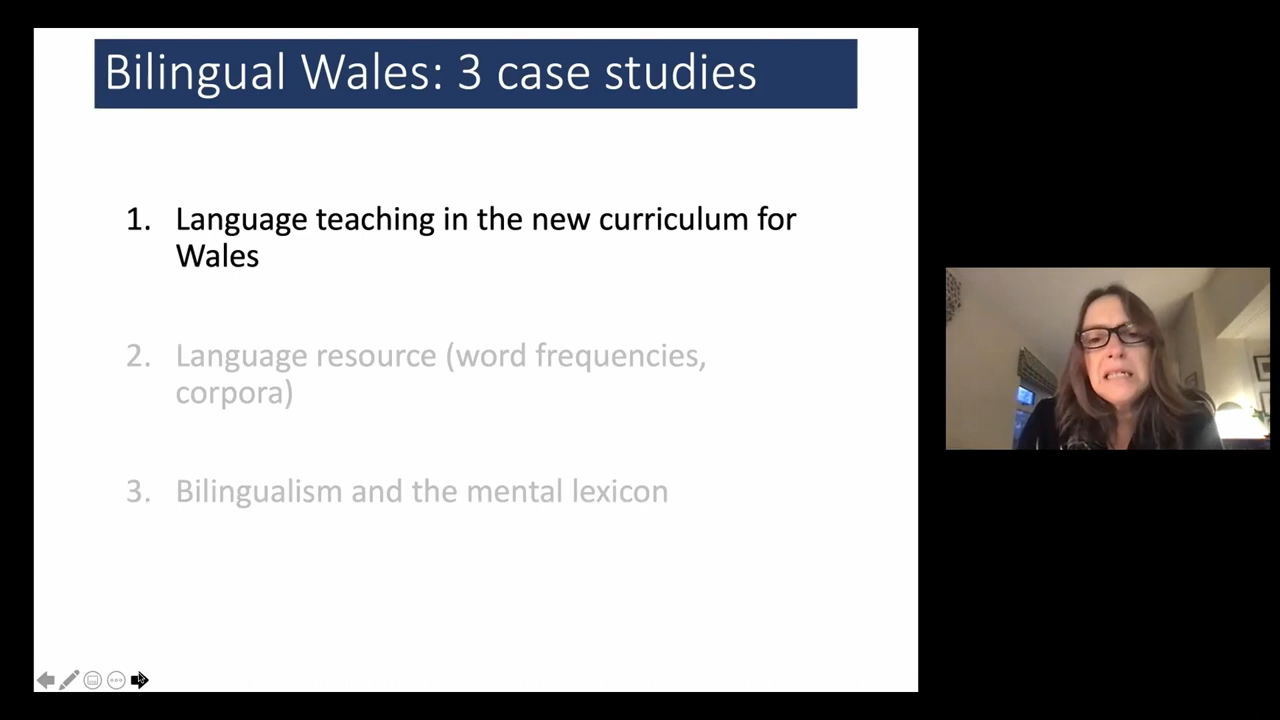 Bilingual Wales: 3 case studies
1. Language teaching in the new curriculum for
Wales
2. Language resource (word frequencies,
corpora)
3. Bilingualism and the mental lexicon